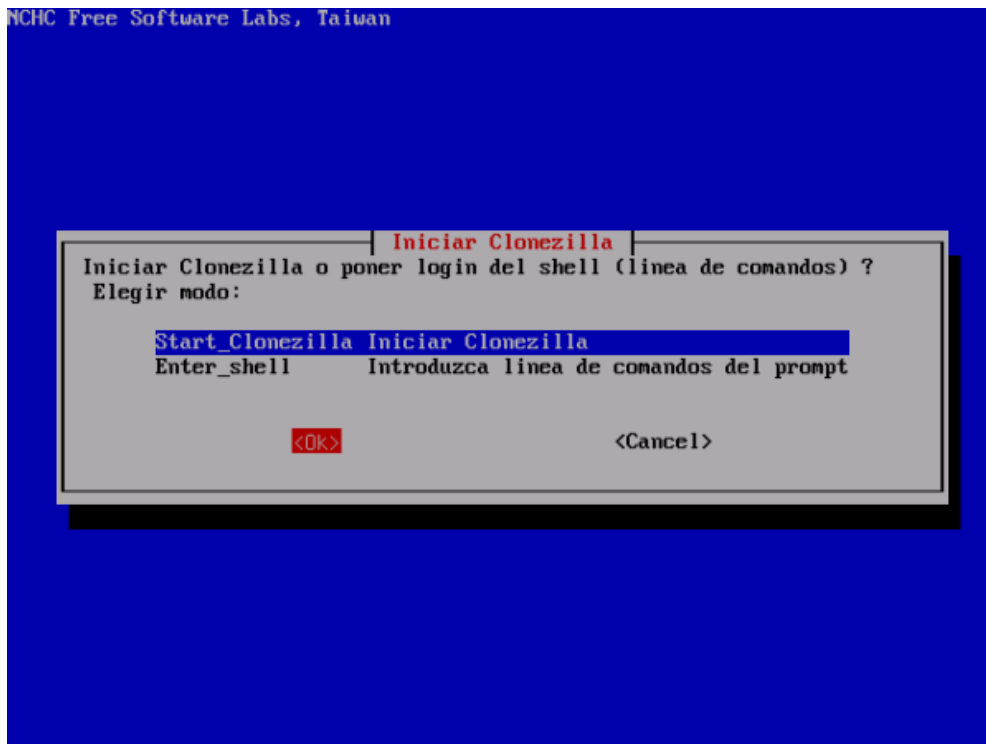 NCHC Free Software Labs, Taiwan
Iniciar Clonezilla
Iniciar Clonezilla o poner login del shell (linea de comandos) ?
Elegir modo:
Start_Clonezilla Iniciar Clonezilla
Enter_shell Introduzca linea de comandos del prompt
<Ok> <Cancel>